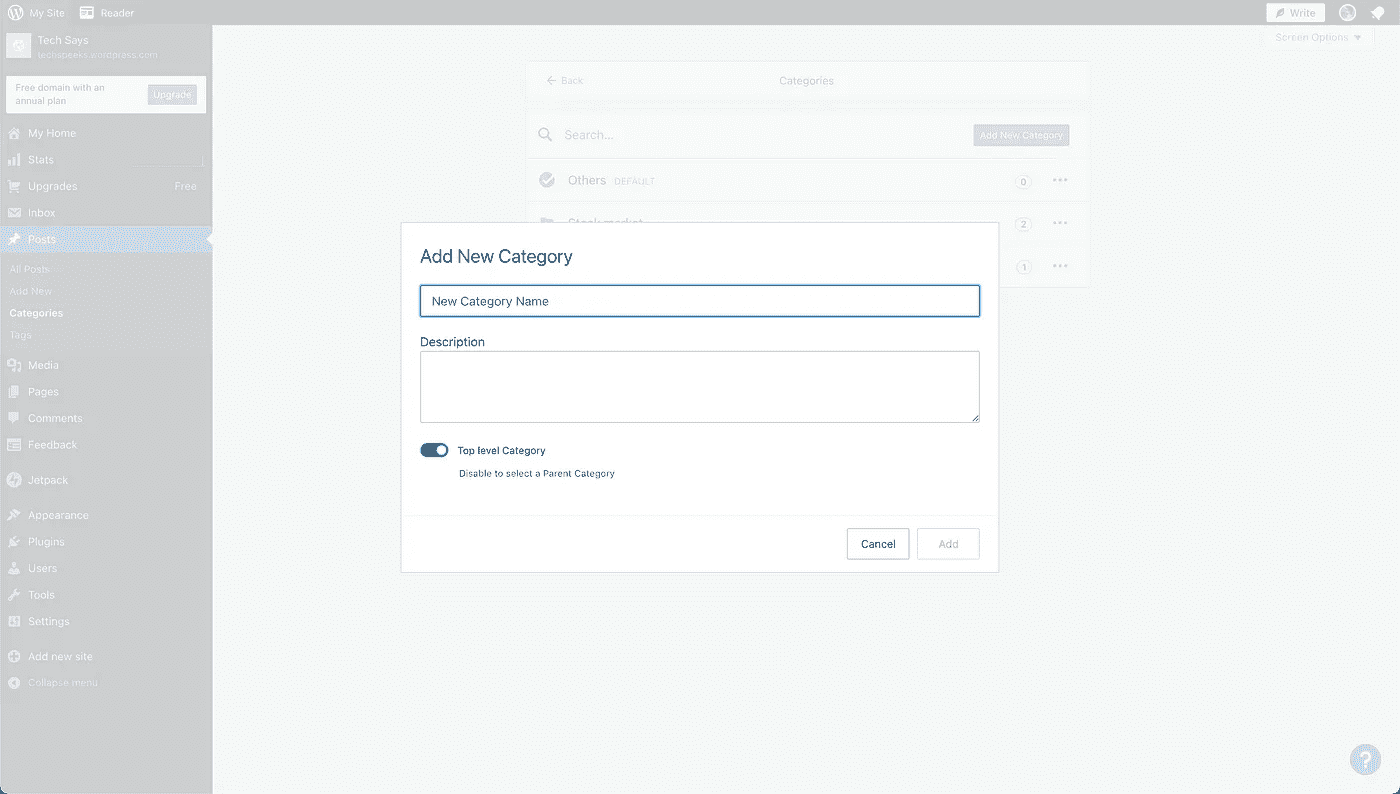 My Site Reader Write
Tech Says
techspeeks.wordpress.com
Screen Options
Free domain with an
annual plan
Upgrade
My Home
Stats
Upgrades Free
Inbox
Posts
All Posts
Add New
Categories
Tags
Media
Pages
Comments
Feedback
Jetpack
Appearance
Plugins
Users
Tools
Settings
Add new site
Collapse menu
Back Categories
Search... Add New Category
Others DEFAULT 0
Stock market 2
1
Add New Category
New Category Name
Description
Top level Category
Disable to select a Parent Category
Cancel Add
?